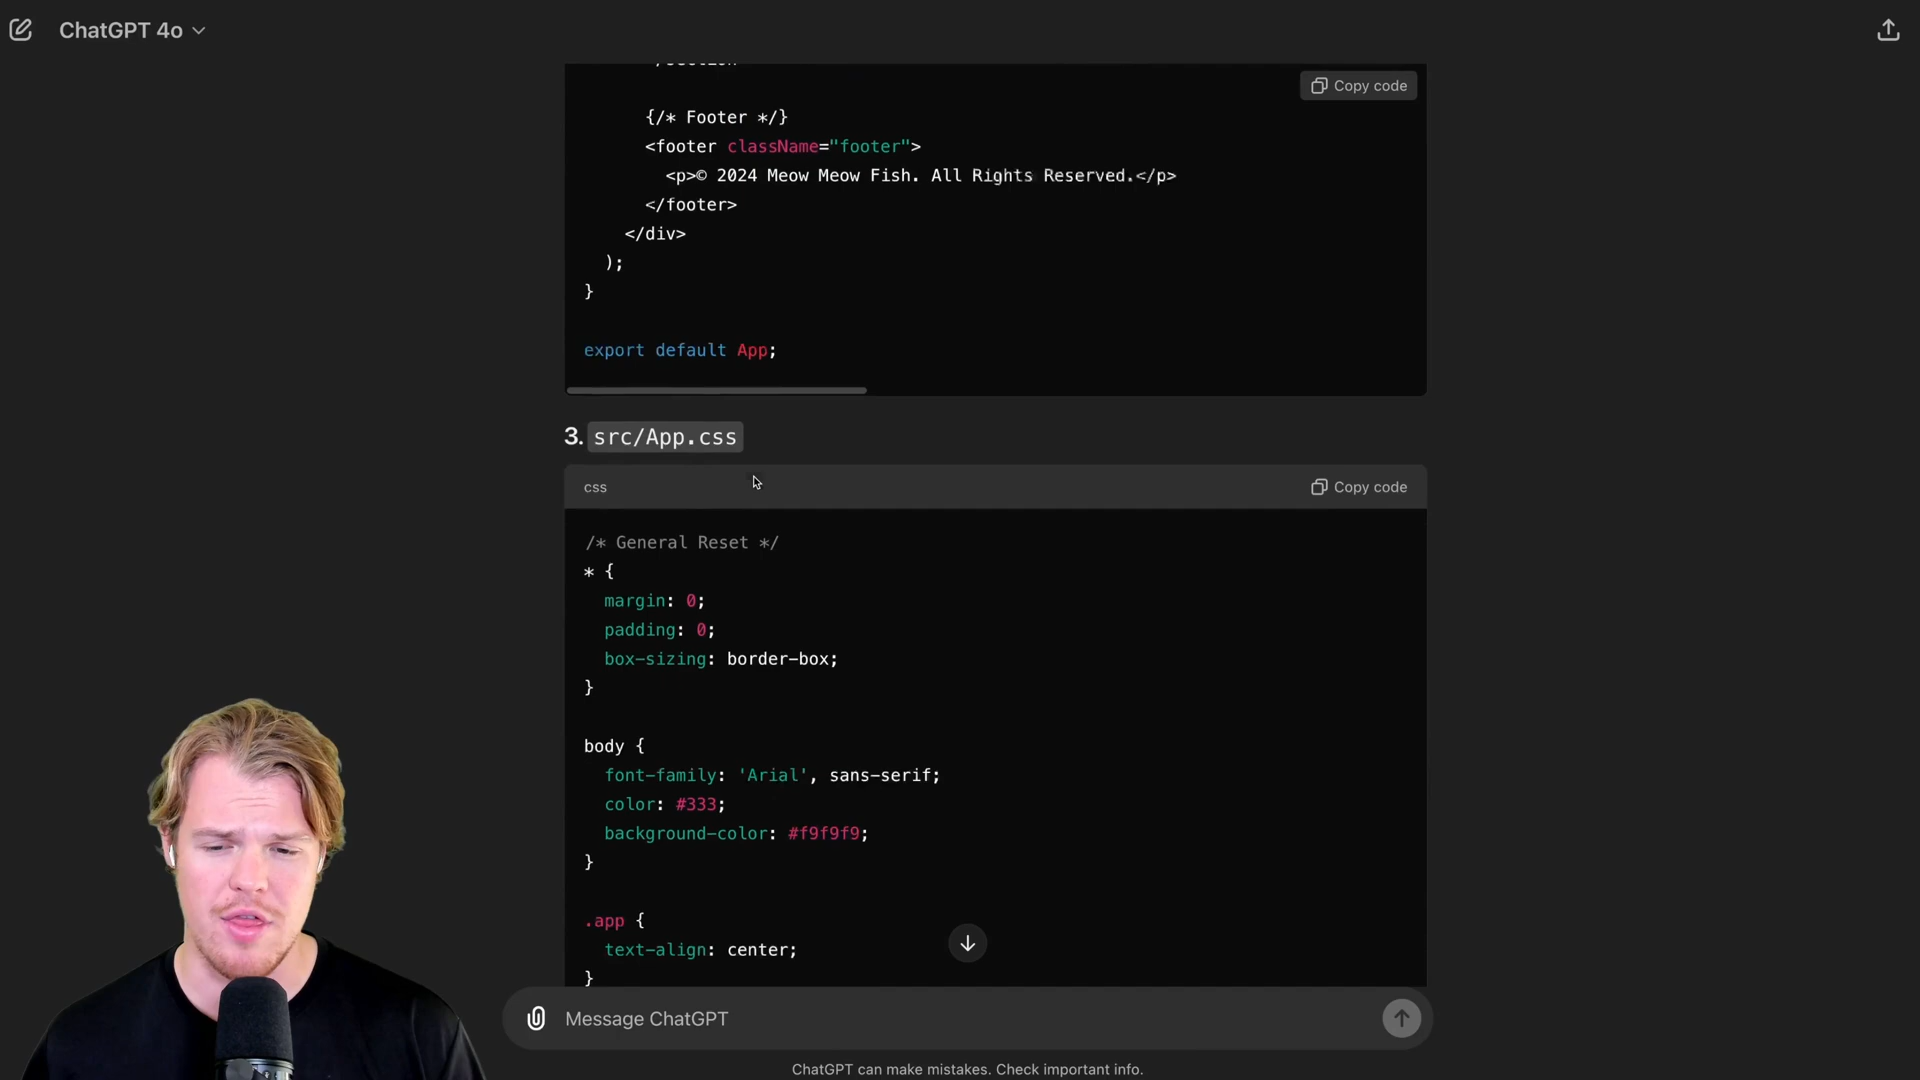 ChatGPT 4o
Copy code
{/* Footer */}
<footer className="footer">
<p>© 2024 Meow Meow Fish. All Rights Reserved.</p>
</footer>
</div>
);
}
export default App;
3. src/App.css
css
Copy code
/* General Reset */
* {
margin: 0;
padding: 0;
box-sizing: border-box;
}
body {
font-family: 'Arial', sans-serif;
color: #333;
background-color: #f9f9f9;
}
.app {
text-align: center;
}
Message ChatGPT
ChatGPT can make mistakes. Check important info.